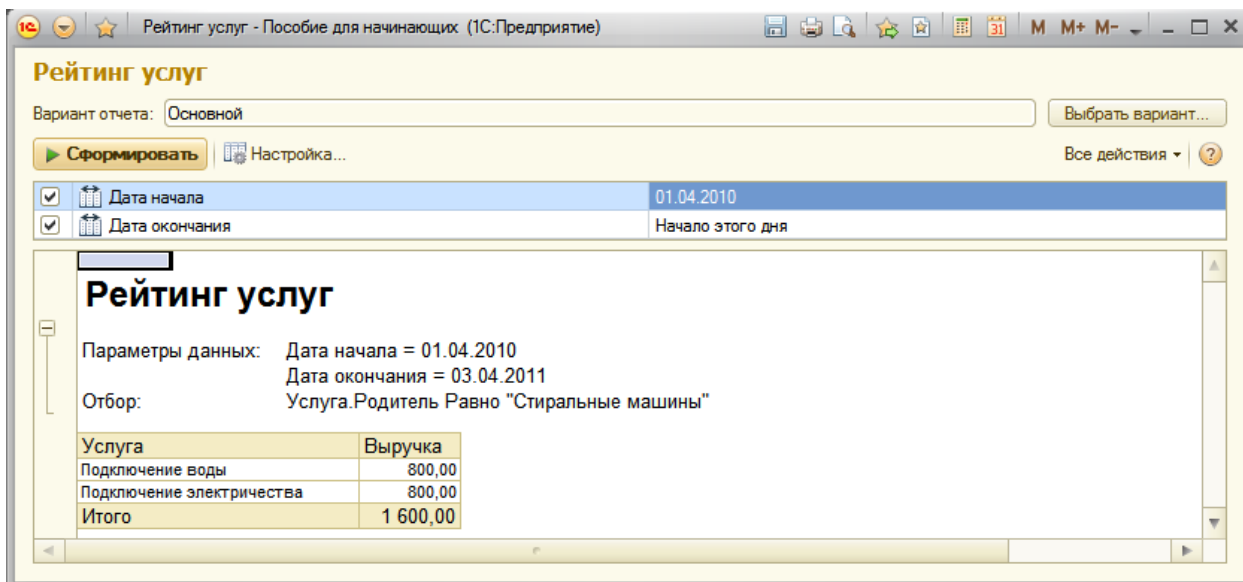 1С Рейтинг услуг - Пособие для начинающих (1С:Предприятие) 31 M M+ M-
Рейтинг услуг
Вариант отчета: Основной Выбрать вариант...
Сформировать Настройка... Все действия ?
Дата начала 01.04.2010
Дата окончания Начало этого дня
Рейтинг услуг
Параметры данных: Дата начала = 01.04.2010
Дата окончания = 03.04.2011
Отбор: Услуга.Родитель Равно "Стиральные машины"
Услуга Выручка
Подключение воды 800,00
Подключение электричества 800,00
Итого 1 600,00